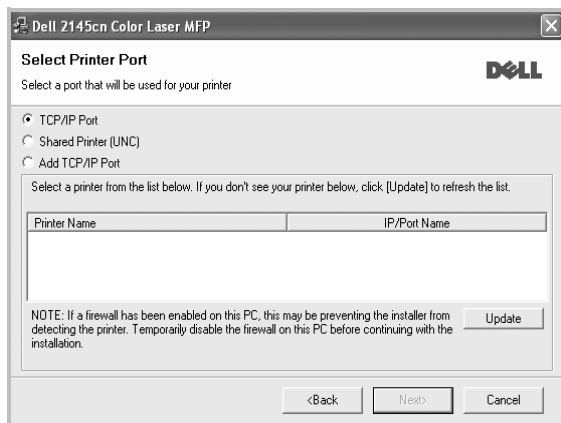 Dell 2145cn Color Laser MFP
Select Printer Port
Select a port that will be used for your printer
DELL
TCP/IP Port
Shared Printer (UNC)
Add TCP/IP Port
Select a printer from the list below. If you don't see your printer below, click [Update] to refresh the list.
Printer Name IP/Port Name
NOTE: If a firewall has been enabled on this PC, this may be preventing the installer from
detecting the printer. Temporarily disable the firewall on this PC before continuing with the
installation.
Update
<Back Next> Cancel